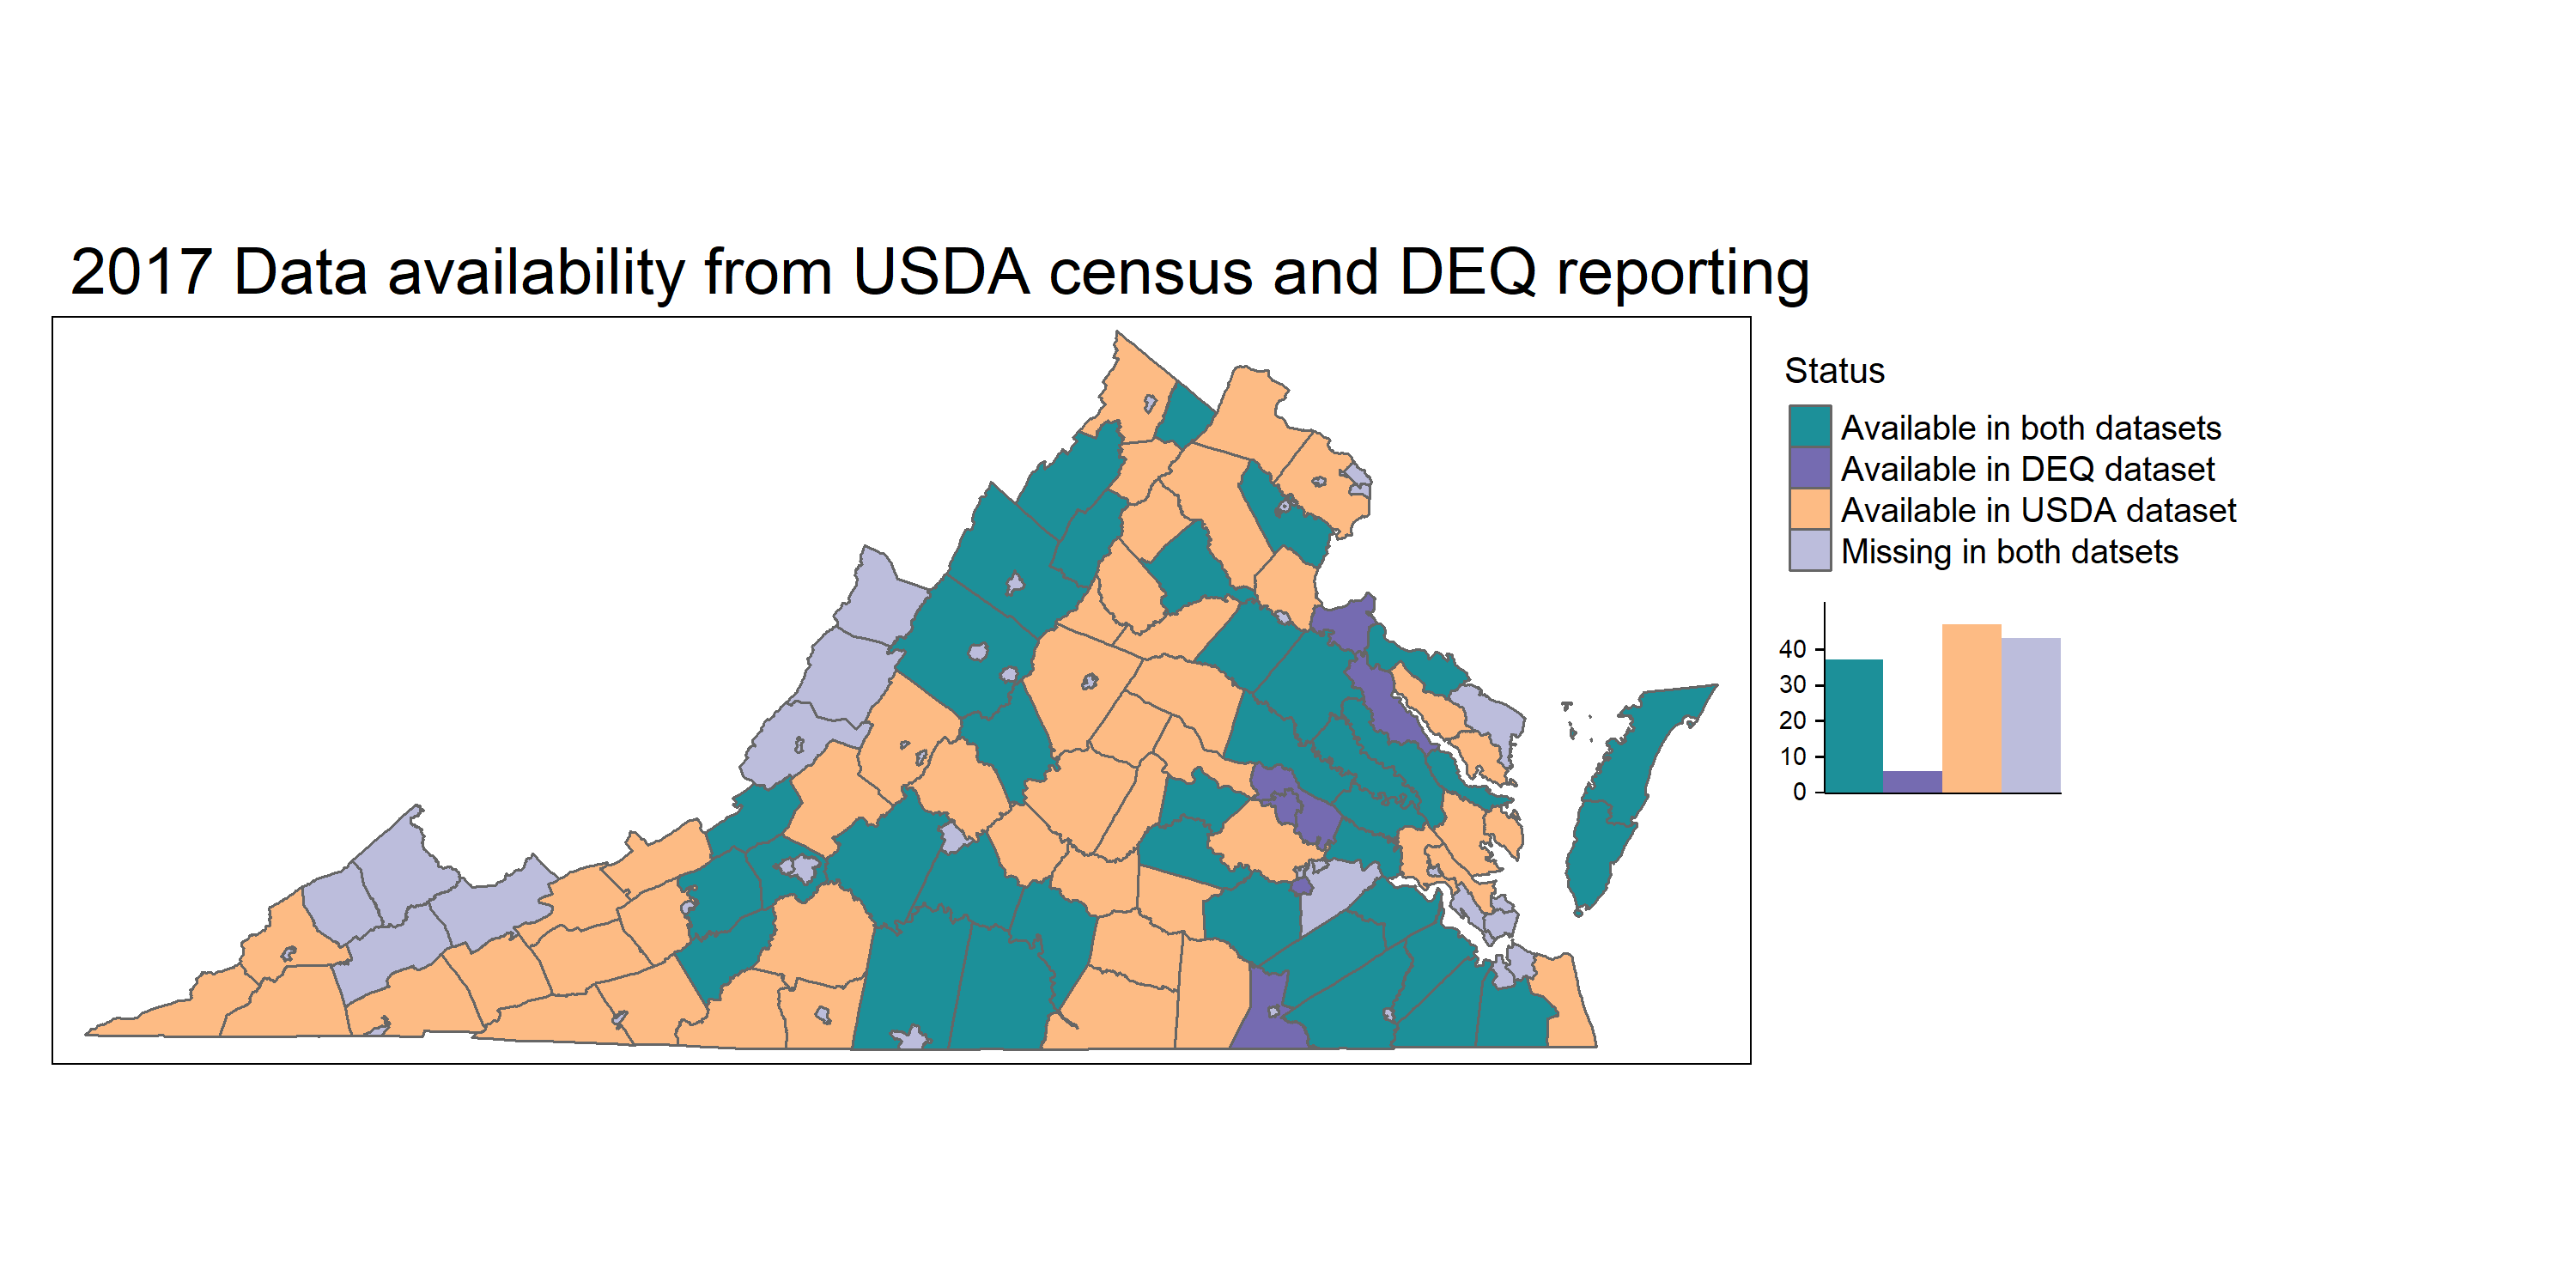 2017 Data availability from USDA census and DEQ reporting
Status
Available in both datasets
Available in DEQ dataset
Available in USDA dataset
Missing in both datsets
40
30
20
10
0